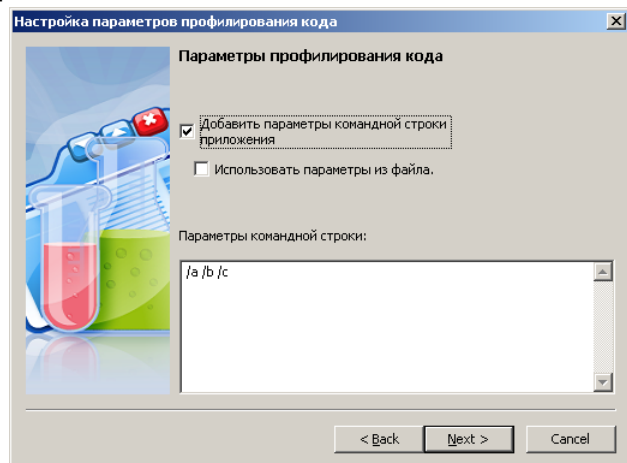 Настройка параметров профилирования кода
Параметры профилирования кода
Добавить параметры командной строки
приложения
Использовать параметры из файла.
Параметры командной строки:
/a /b /c
< Back Next > Cancel